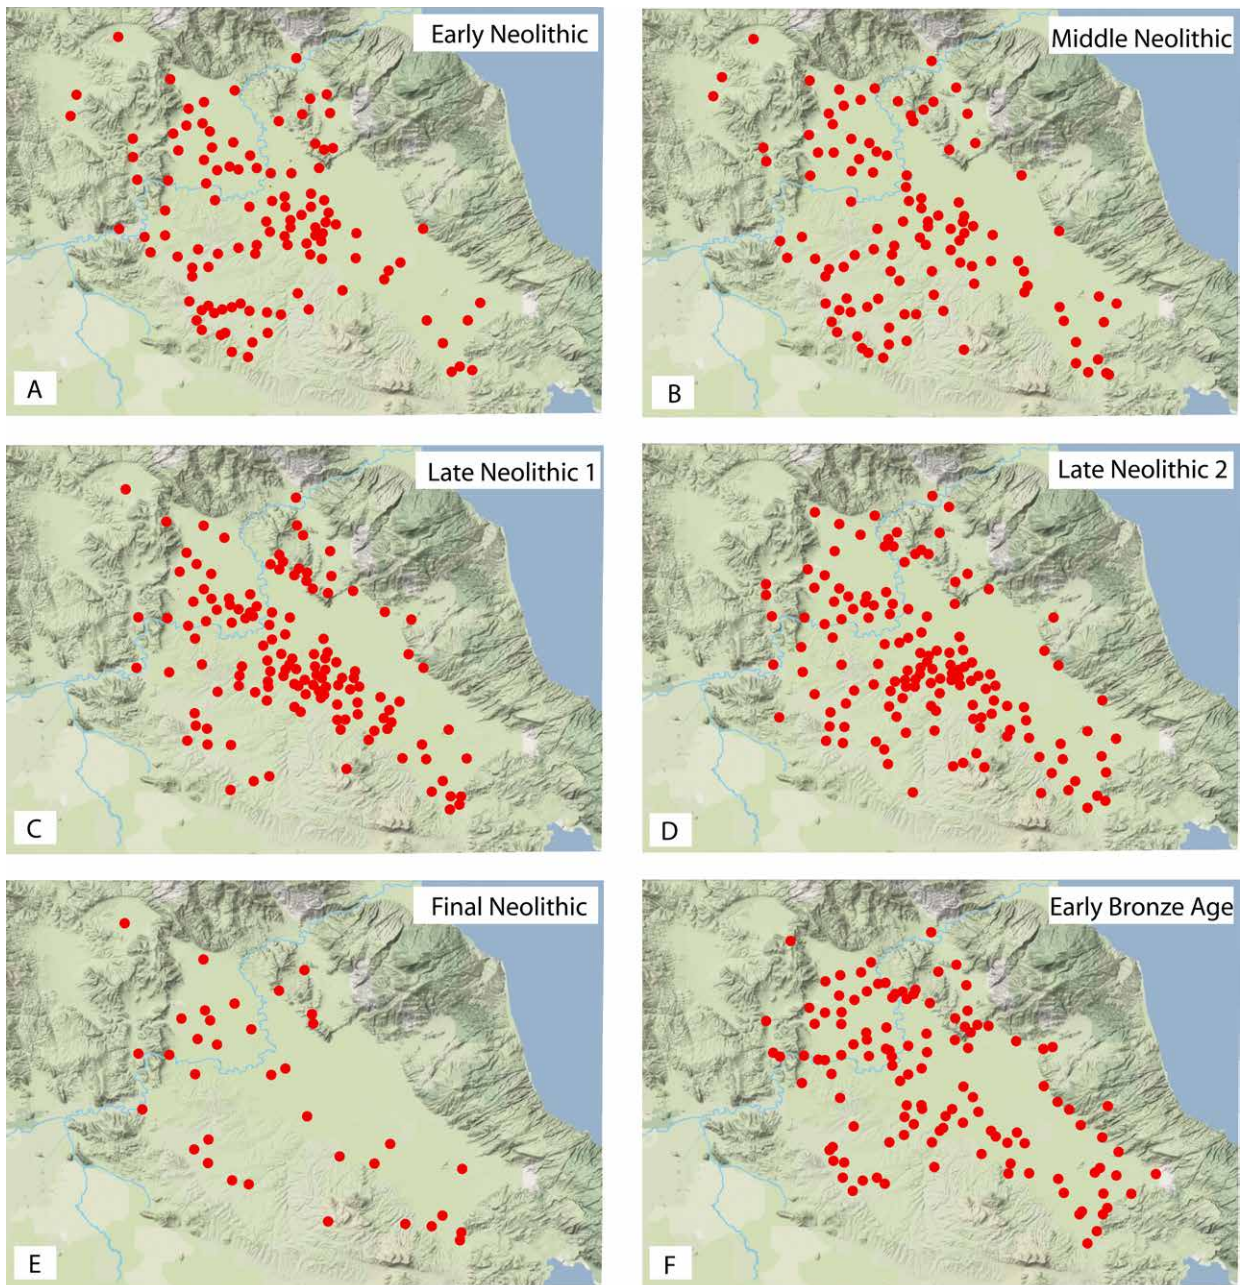 Early Neolithic
A
Middle Neolithic
B
Late Neolithic 1
C
Late Neolithic 2
D
Final Neolithic
E
Early Bronze Age
F